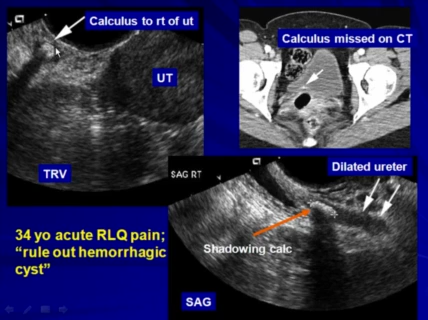 Calculus to rt of ut
Calculus missed on CT
UT
TRV
Dilated ureter
SAG RT
Shadowing calc
34 yo acute RLQ pain;
“rule out hemorrhagic
cyst”
SAG